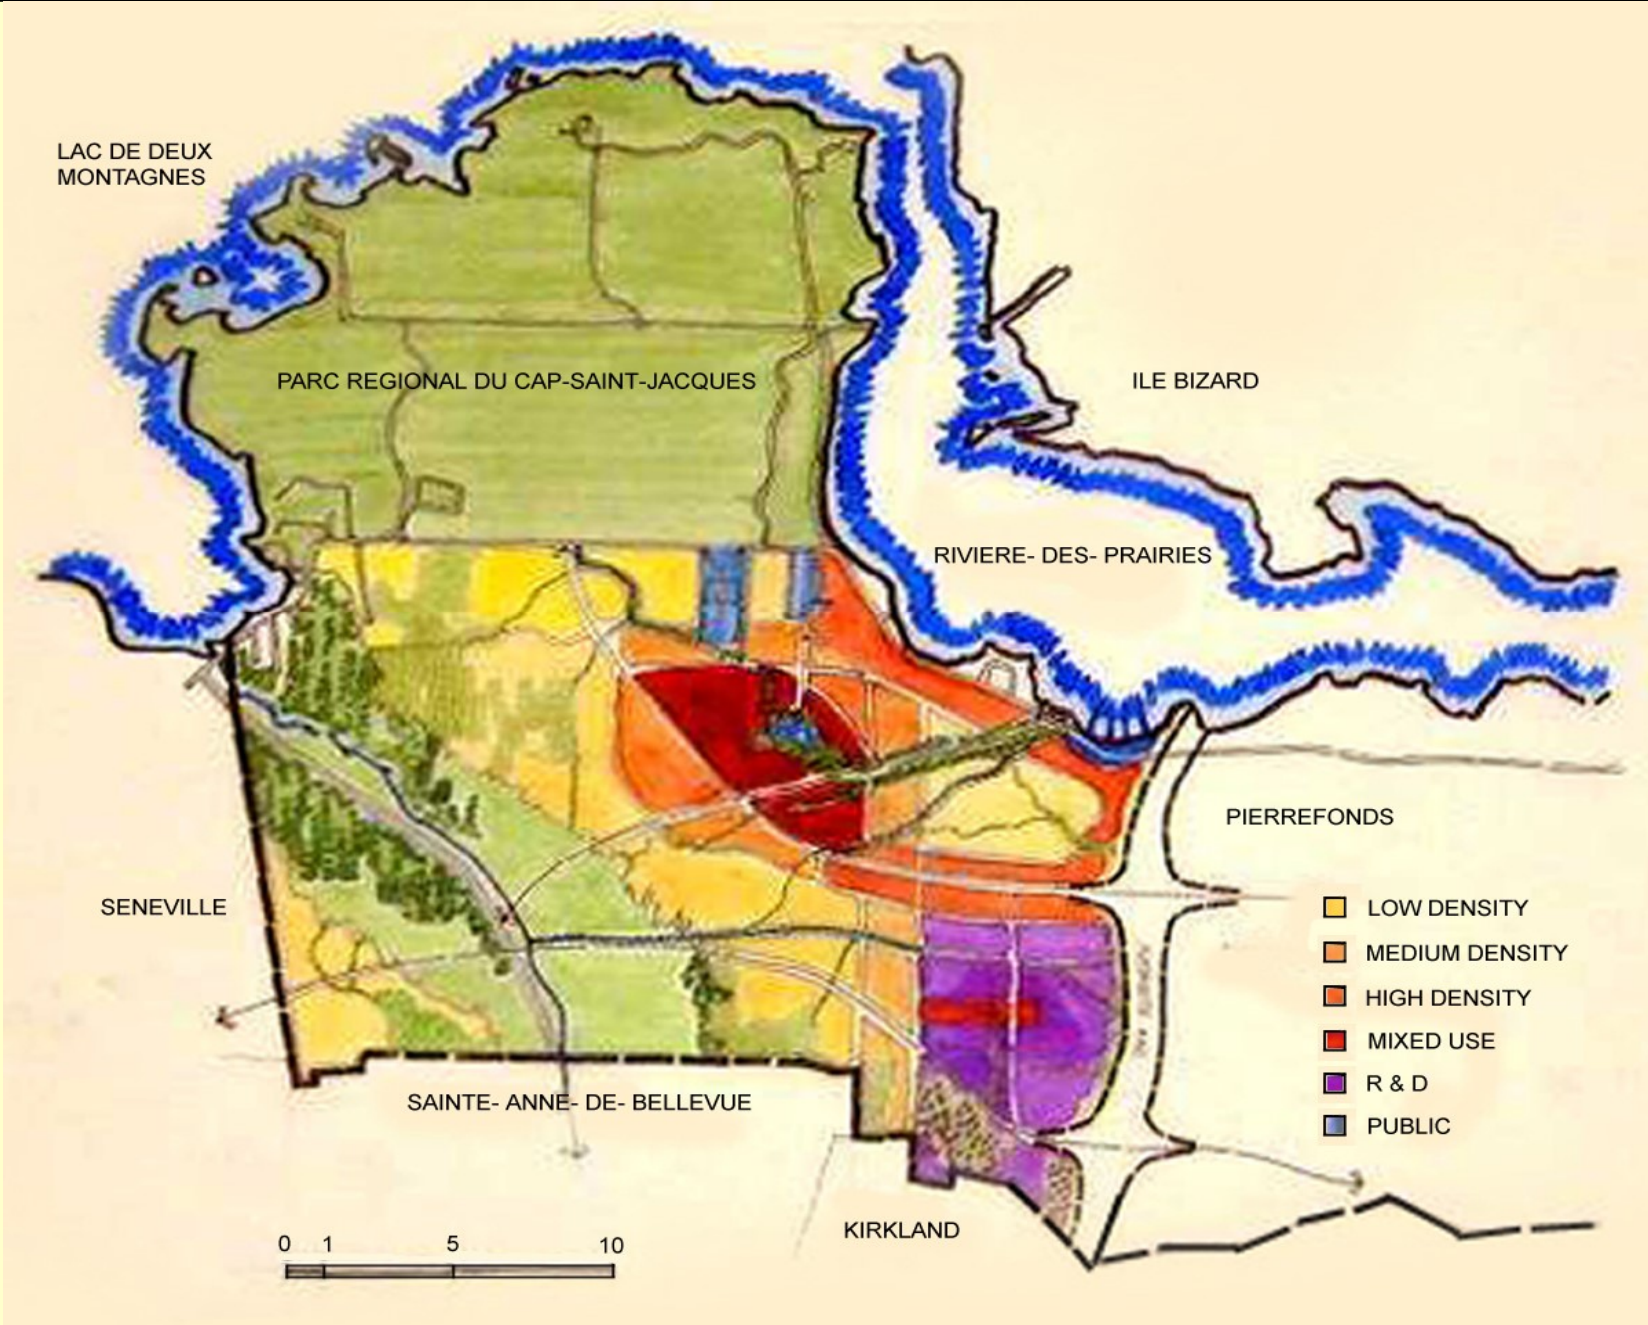 LAC DE DEUX
MONTAGNES
PARC REGIONAL DU CAP-SAINT-JACQUES
ILE BIZARD
RIVIERE- DES- PRAIRIES
PIERREFONDS
SENEVILLE
LOW DENSITY
MEDIUM DENSITY
HIGH DENSITY
MIXED USE
R & D
PUBLIC
SAINTE- ANNE- DE- BELLEVUE
KIRKLAND
0 1 5 10